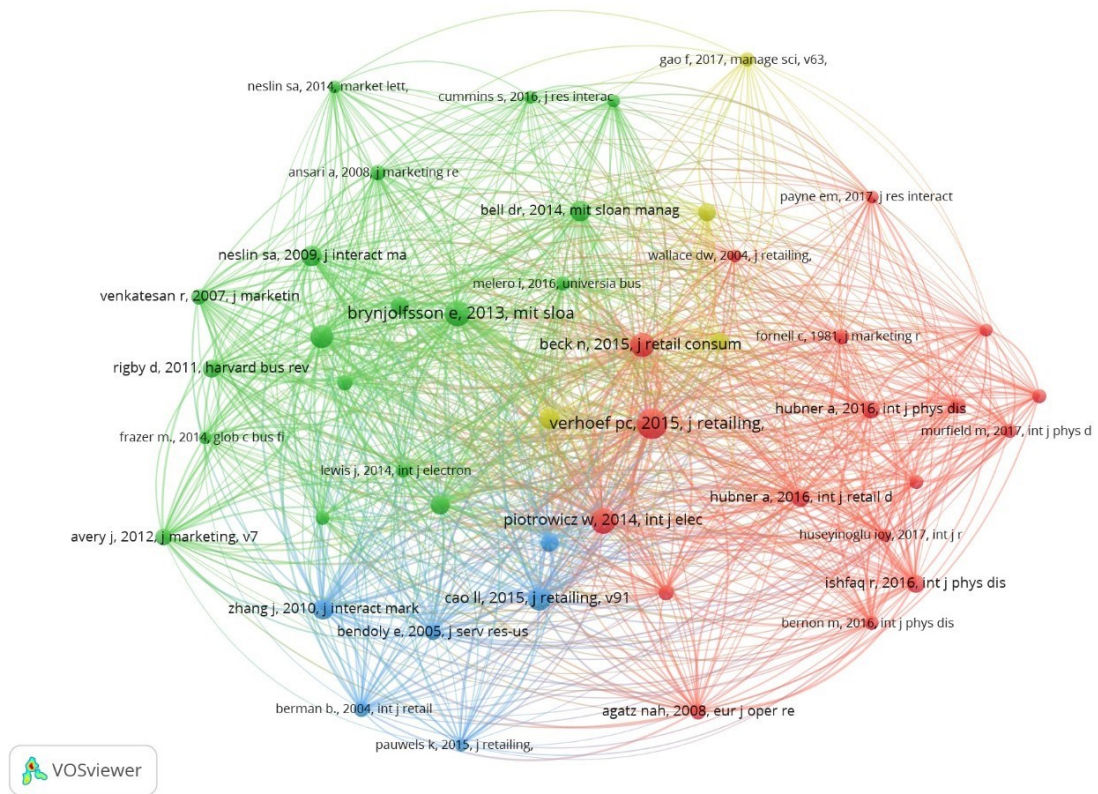 gao f, 2017, manage sci, v63,
neslin sa, 2014, market lett,
cummins s, 2016, j res interac
ansari a, 2008, j marketing re
payne em, 2017, j res interact
bell dr, 2014, mit sloan manag
neslin sa, 2009, j interact ma
wallace dw, 2004, j retailing,
melero i, 2016, universia bus
venkatesan r, 2007, j marketin
brynjolfsson e, 2013, mit sloa
fornell c, 1981, j marketing r
beck n, 2015, j retail consum
rigby d, 2011, harvard bus rev
hubner a, 2016, int j phys dis
verhoef pc, 2015, j retailing,
murfield m, 2017, int j phys d
frazer m., 2014, glob c bus fi
lewis j, 2014, int j electron
hubner a, 2016, int j retail d
piotrowicz w, 2014, int j elec
huseyinoglu ioy, 2017, int j r
avery j, 2012, j marketing, v7
ishfaq r, 2016, int j phys dis
cao ll, 2015, j retailing, v91
zhang j, 2010, j interact mark
bernon m, 2016, int j phys dis
bendoly e, 2005, j serv res-us
berman b., 2004, int j retail
agatz nah, 2008, eur j oper re
pauwels k, 2015, j retailing,
VOSviewer